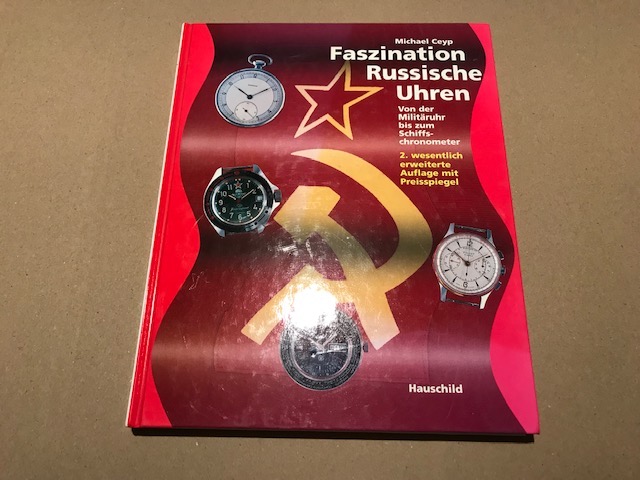 Michael Ceyp
Faszination
Russische
Uhren
Von der
Militäruhr
bis zum
Schiffs-
chronometer
2. wesentlich
erweiterte
Auflage mit
Preisspiegel
Hauschild